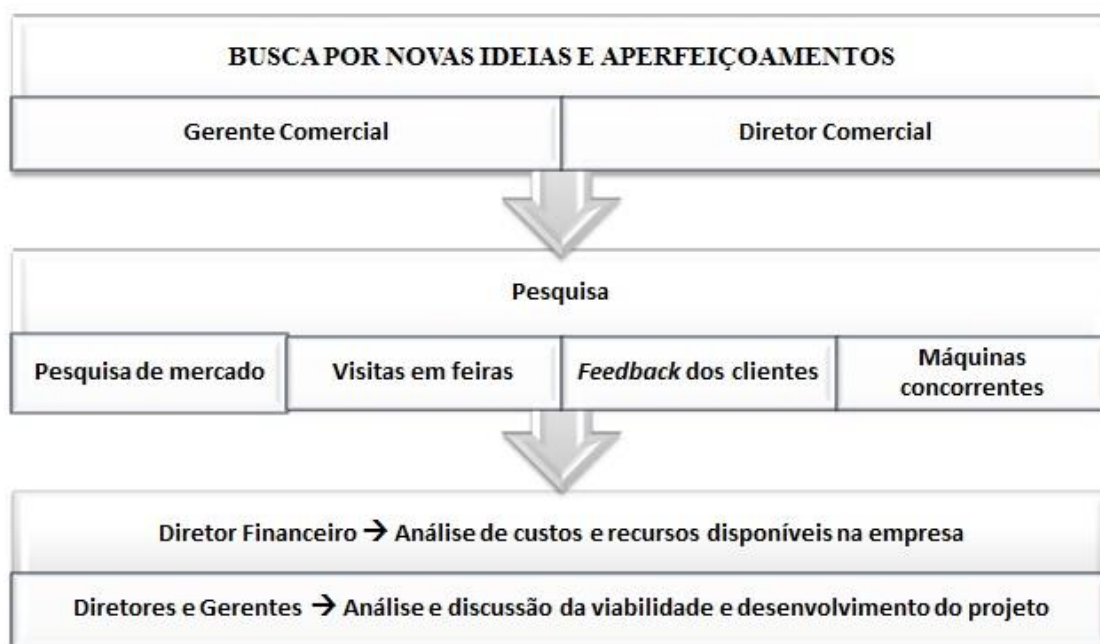 BUSCA POR NOVAS IDEIAS E APERFEIÇOAMENTOS
Gerente Comercial
Diretor Comercial
Pesquisa
Pesquisa de mercado
Visitas em feiras
Feedback dos clientes
Máquinas
concorrentes
Diretor Financeiro → Análise de custos e recursos disponíveis na empresa
Diretores e Gerentes → Análise e discussão da viabilidade e desenvolvimento do projeto